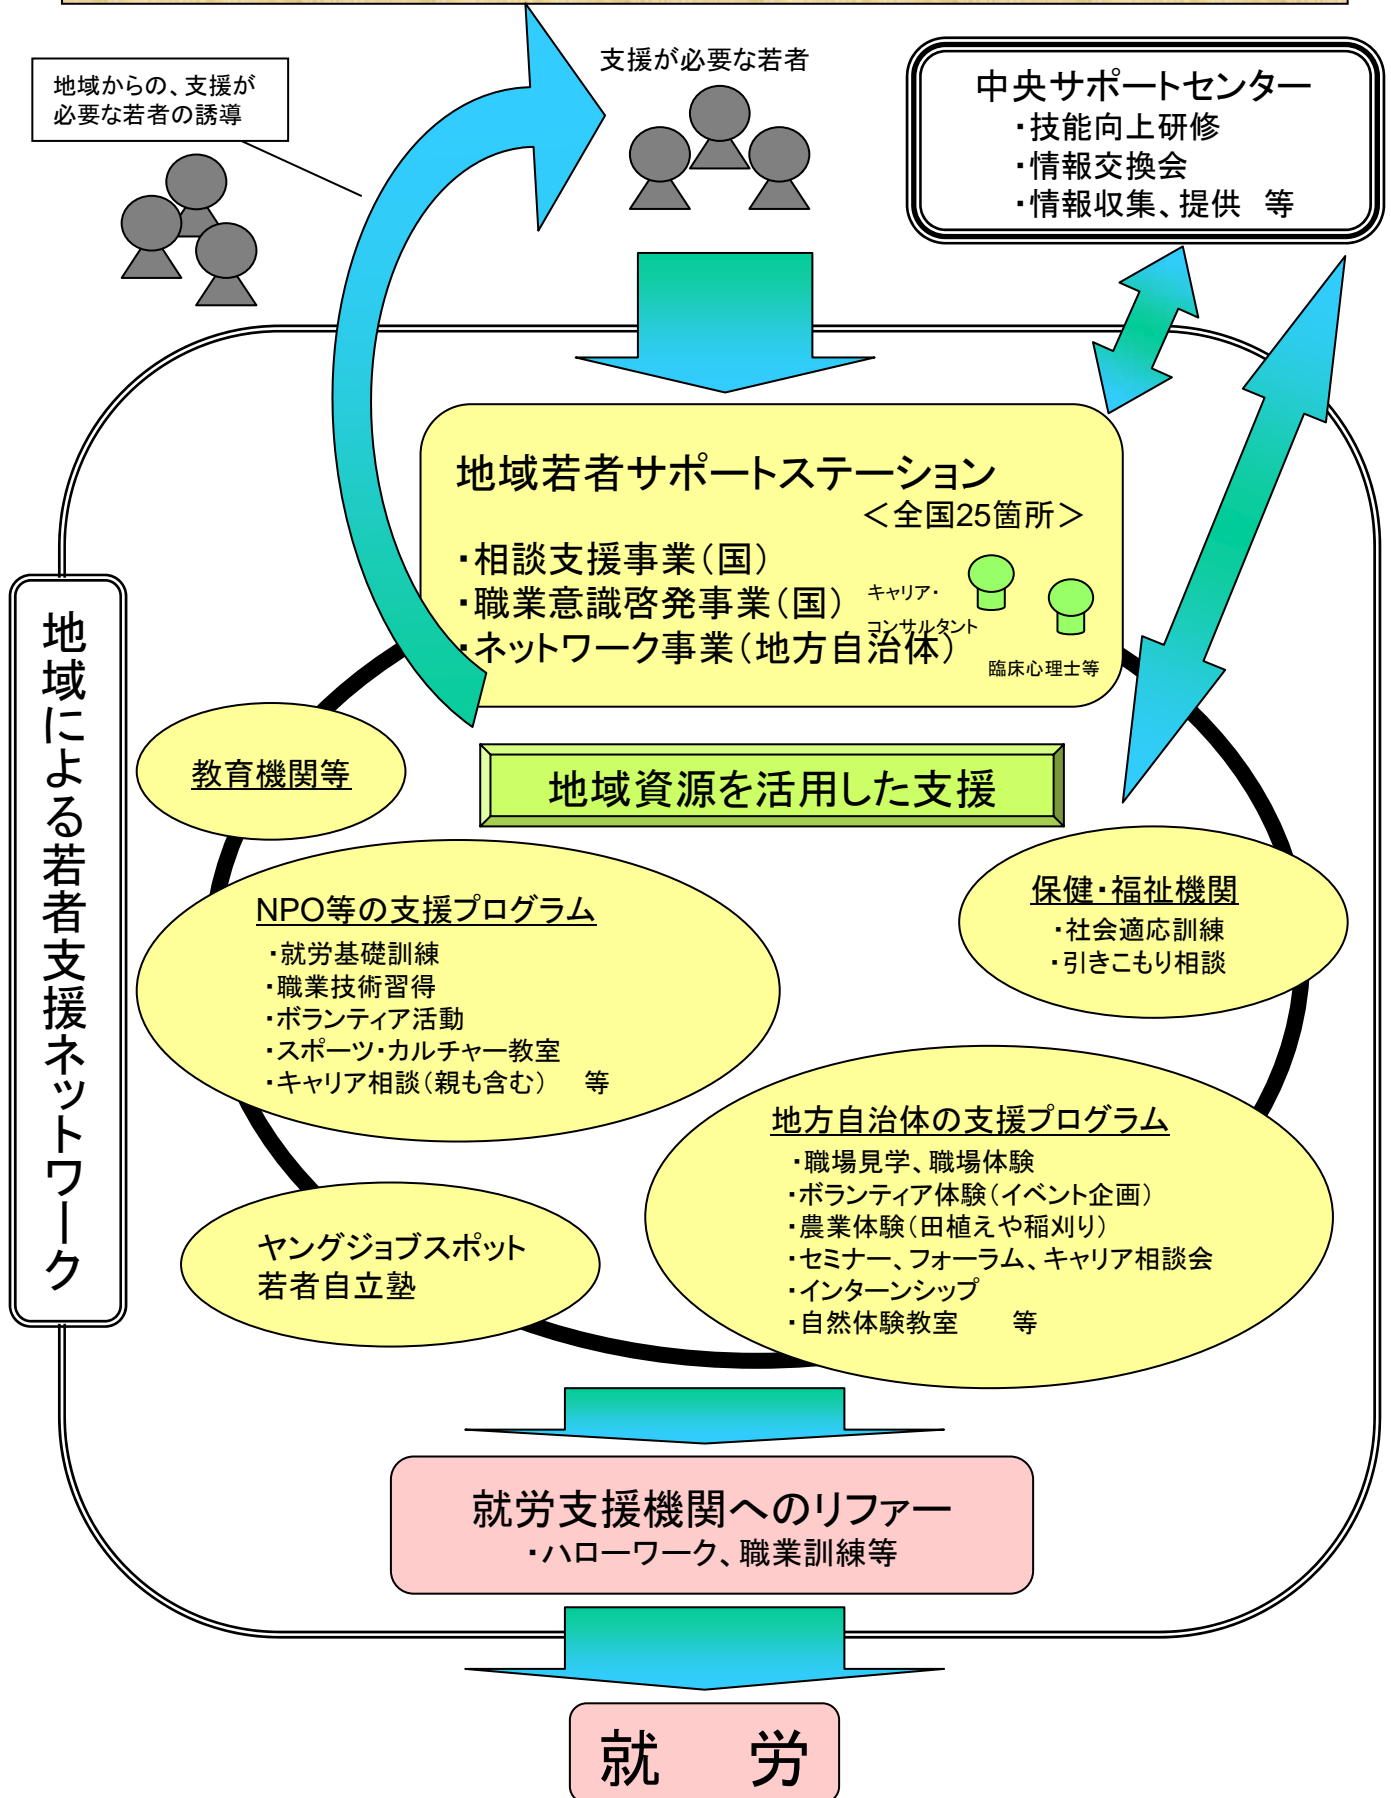 支援が必要な若者
地域からの、支援が
必要な若者の誘導
中央サポートセンター
・技能向上研修
・情報交換会
・情報収集、提供　等
地域若者サポートステーション
＜全国25箇所＞
・相談支援事業（国）
・職業意識啓発事業（国）
・ネットワーク事業（地方自治体）
キャリア・
コンサルタント
臨床心理士等
地域による若者支援ネットワーク
教育機関等
地域資源を活用した支援
NPO等の支援プログラム
・就労基礎訓練
・職業技術習得
・ボランティア活動
・スポーツ・カルチャー教室
・キャリア相談（親も含む）　等
保健・福祉機関
・社会適応訓練
・引きこもり相談
地方自治体の支援プログラム
・職場見学、職場体験
・ボランティア体験（イベント企画）
・農業体験（田植えや稲刈り）
・セミナー、フォーラム、キャリア相談会
・インターンシップ
・自然体験教室　　等
ヤングジョブスポット
若者自立塾
就労支援機関へのリファー
・ハローワーク、職業訓練等
就　労